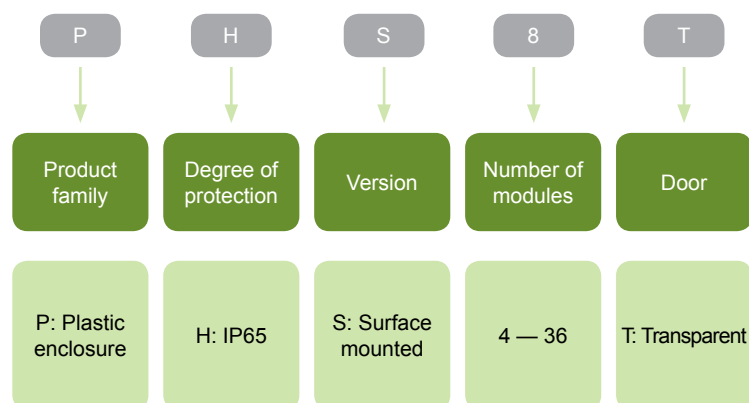 P H S 8 T
Product family
Degree of protection
Version
Number of modules
Door
P: Plastic enclosure
H: IP65
S: Surface mounted
4 — 36
T: Transparent